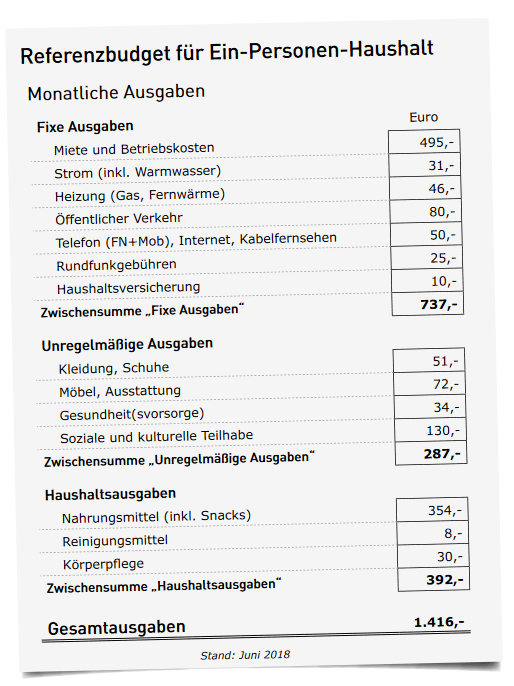 Referenzbudget für Ein-Personen-Haushalt
Monatliche Ausgaben
Fixe Ausgaben Euro
Miete und Betriebskosten 495,-
Strom (inkl. Warmwasser) 31,-
Heizung (Gas, Fernwärme) 46,-
Öffentlicher Verkehr 80,-
Telefon (FN+Mob), Internet, Kabelfernsehen 50,-
Rundfunkgebühren 25,-
Haushaltsversicherung 10,-
Zwischensumme „Fixe Ausgaben“ 737,-
Unregelmäßige Ausgaben
Kleidung, Schuhe 51,-
Möbel, Ausstattung 72,-
Gesundheit(svorsorge) 34,-
Soziale und kulturelle Teilhabe 130,-
Zwischensumme „Unregelmäßige Ausgaben“ 287,-
Haushaltsausgaben
Nahrungsmittel (inkl. Snacks) 354,-
Reinigungsmittel 8,-
Körperpflege 30,-
Zwischensumme „Haushaltsausgaben“ 392,-
Gesamtausgaben 1.416,-
Stand: Juni 2018